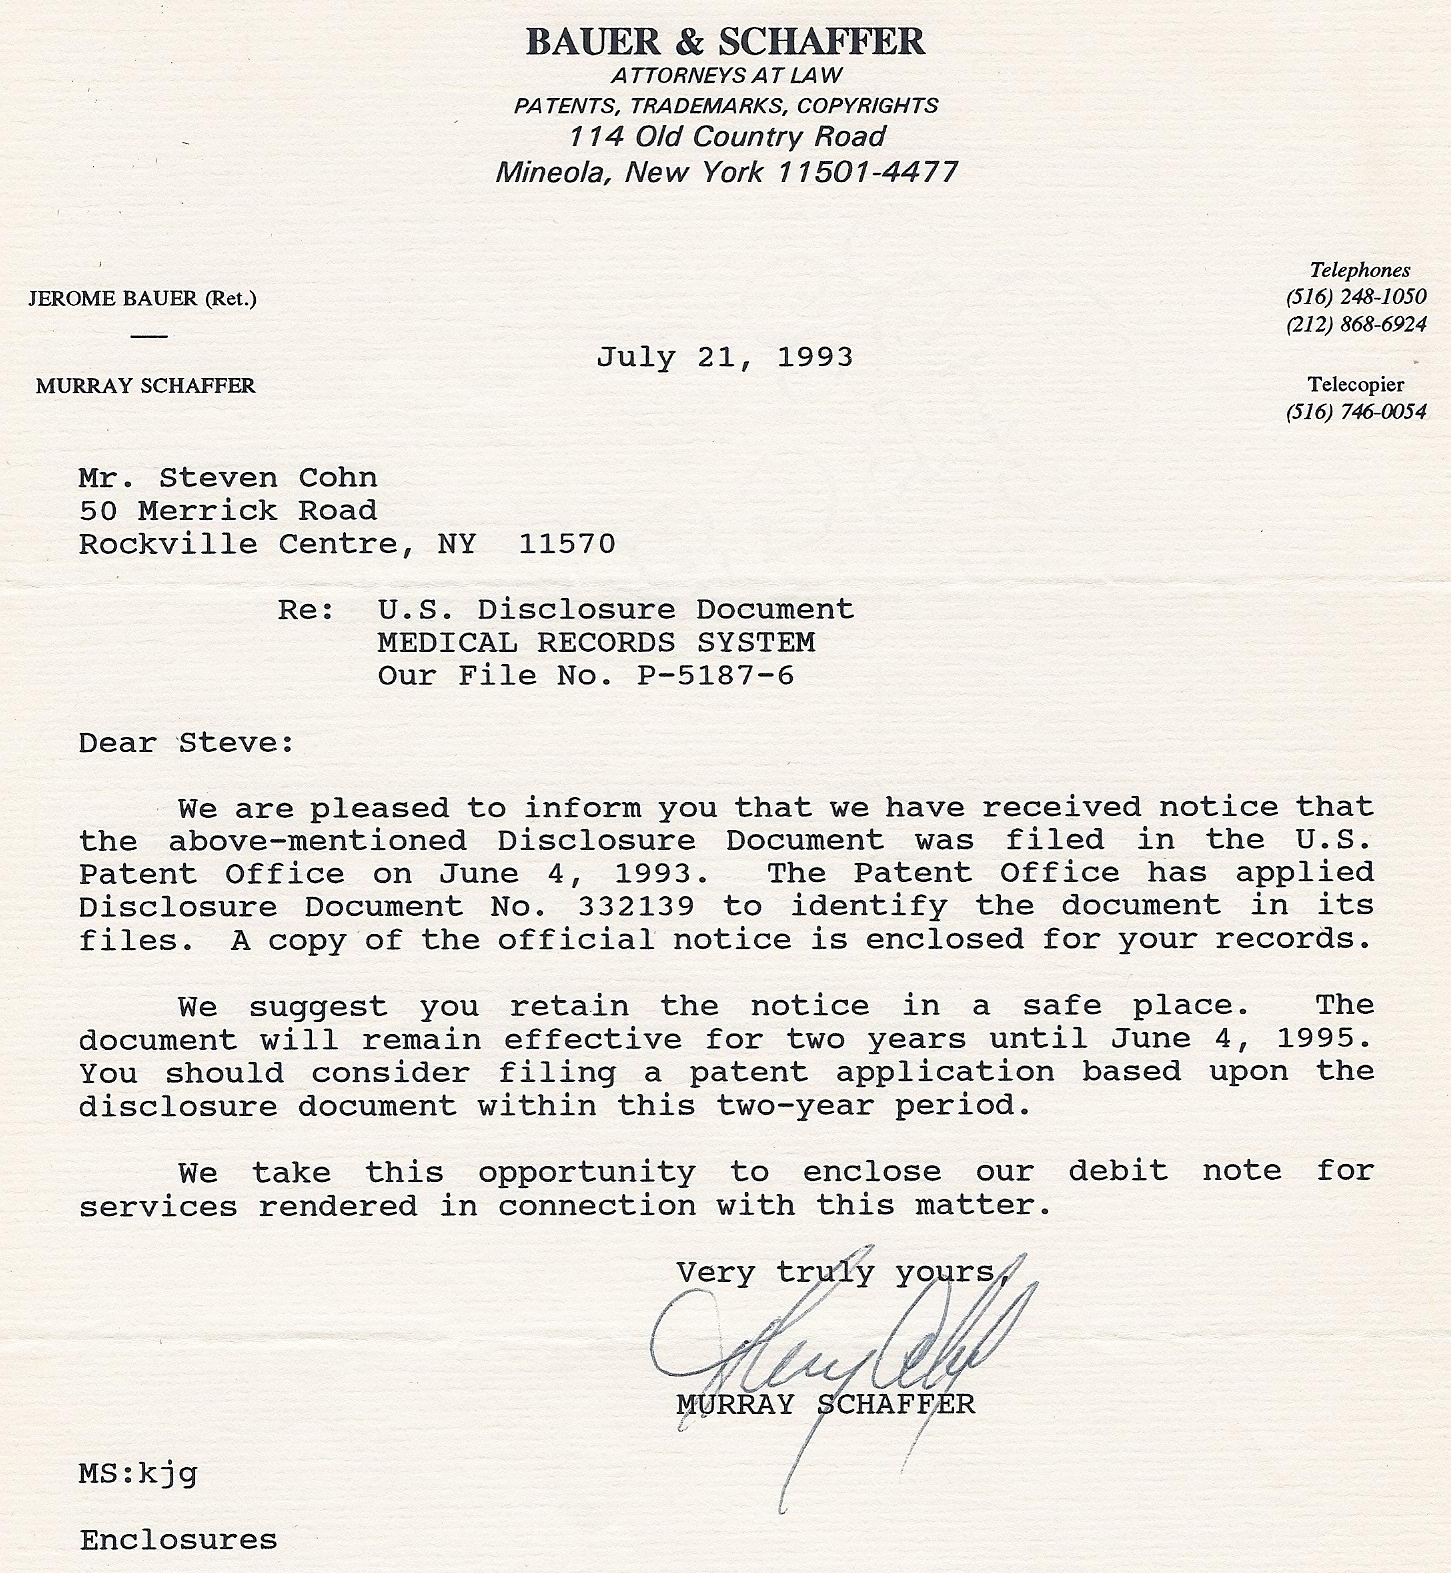 BAUER & SCHAFFER
ATTORNEYS AT LAW
PATENTS, TRADEMARKS, COPYRIGHTS
114 Old Country Road
Mineola, New York 11501-4477
JEROME BAUER (Ret.)
MURRAY SCHAFFER
Telephones
(516) 248-1050
(212) 868-6924
Telecopier
(516) 746-0054
July 21, 1993
Mr. Steven Cohn
50 Merrick Road
Rockville Centre, NY 11570
Re: U.S. Disclosure Document
MEDICAL RECORDS SYSTEM
Our File No. P-5187-6
Dear Steve:
We are pleased to inform you that we have received notice that
the above-mentioned Disclosure Document was filed in the U.S.
Patent Office on June 4, 1993. The Patent Office has applied
Disclosure Document No. 332139 to identify the document in its
files. A copy of the official notice is enclosed for your records.
We suggest you retain the notice in a safe place. The
document will remain effective for two years until June 4, 1995.
You should consider filing a patent application based upon the
disclosure document within this two-year period.
We take this opportunity to enclose our debit note for
services rendered in connection with this matter.
Very truly yours,
MURRAY SCHAFFER
MS:kjg
Enclosures